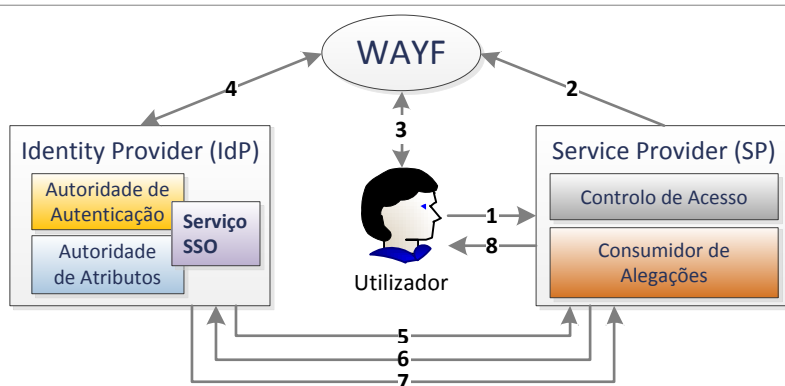 WAYF
4
2
3
Identity Provider (IdP)
Autoridade de
Autenticação
Serviço
SSO
Autoridade
de Atributos
Service Provider (SP)
Controlo de Acesso
Consumidor de
Alegações
1
8
Utilizador
5
6
7